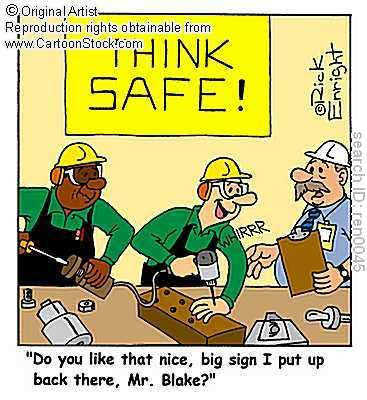 © Original Artist
Reproduction rights obtainable from
www.CartoonStock.com
THINK
SAFE!
©Rick
Enright
WHIRRR
search ID: ren0045
"Do you like that nice, big sign I put up
back there, Mr. Blake?"